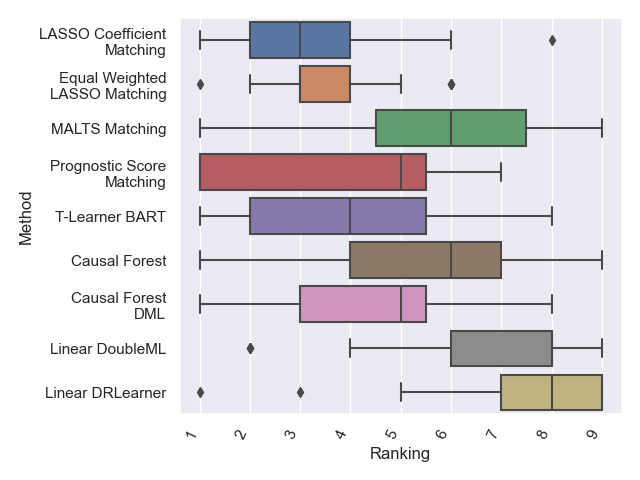 LASSO Coefficient
Matching
Equal Weighted
LASSO Matching
MALTS Matching
Prognostic Score
Matching
T-Learner BART
Causal Forest
Causal Forest
DML
Linear DoubleML
Linear DRLearner
Method
1 2 3 4 5 6 7 8 9
Ranking